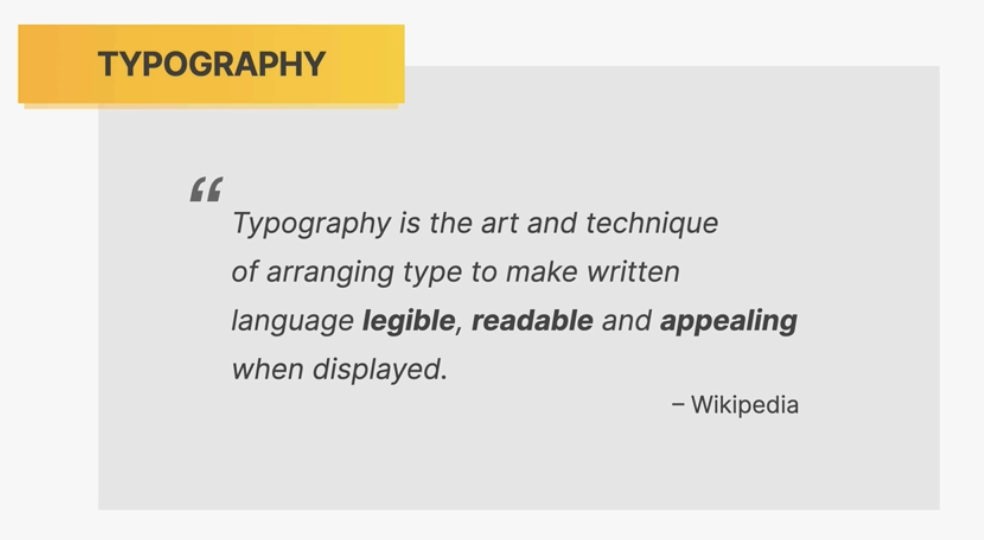 TYPOGRAPHY
“
Typography is the art and technique
of arranging type to make written
language legible, readable and appealing
when displayed.
– Wikipedia